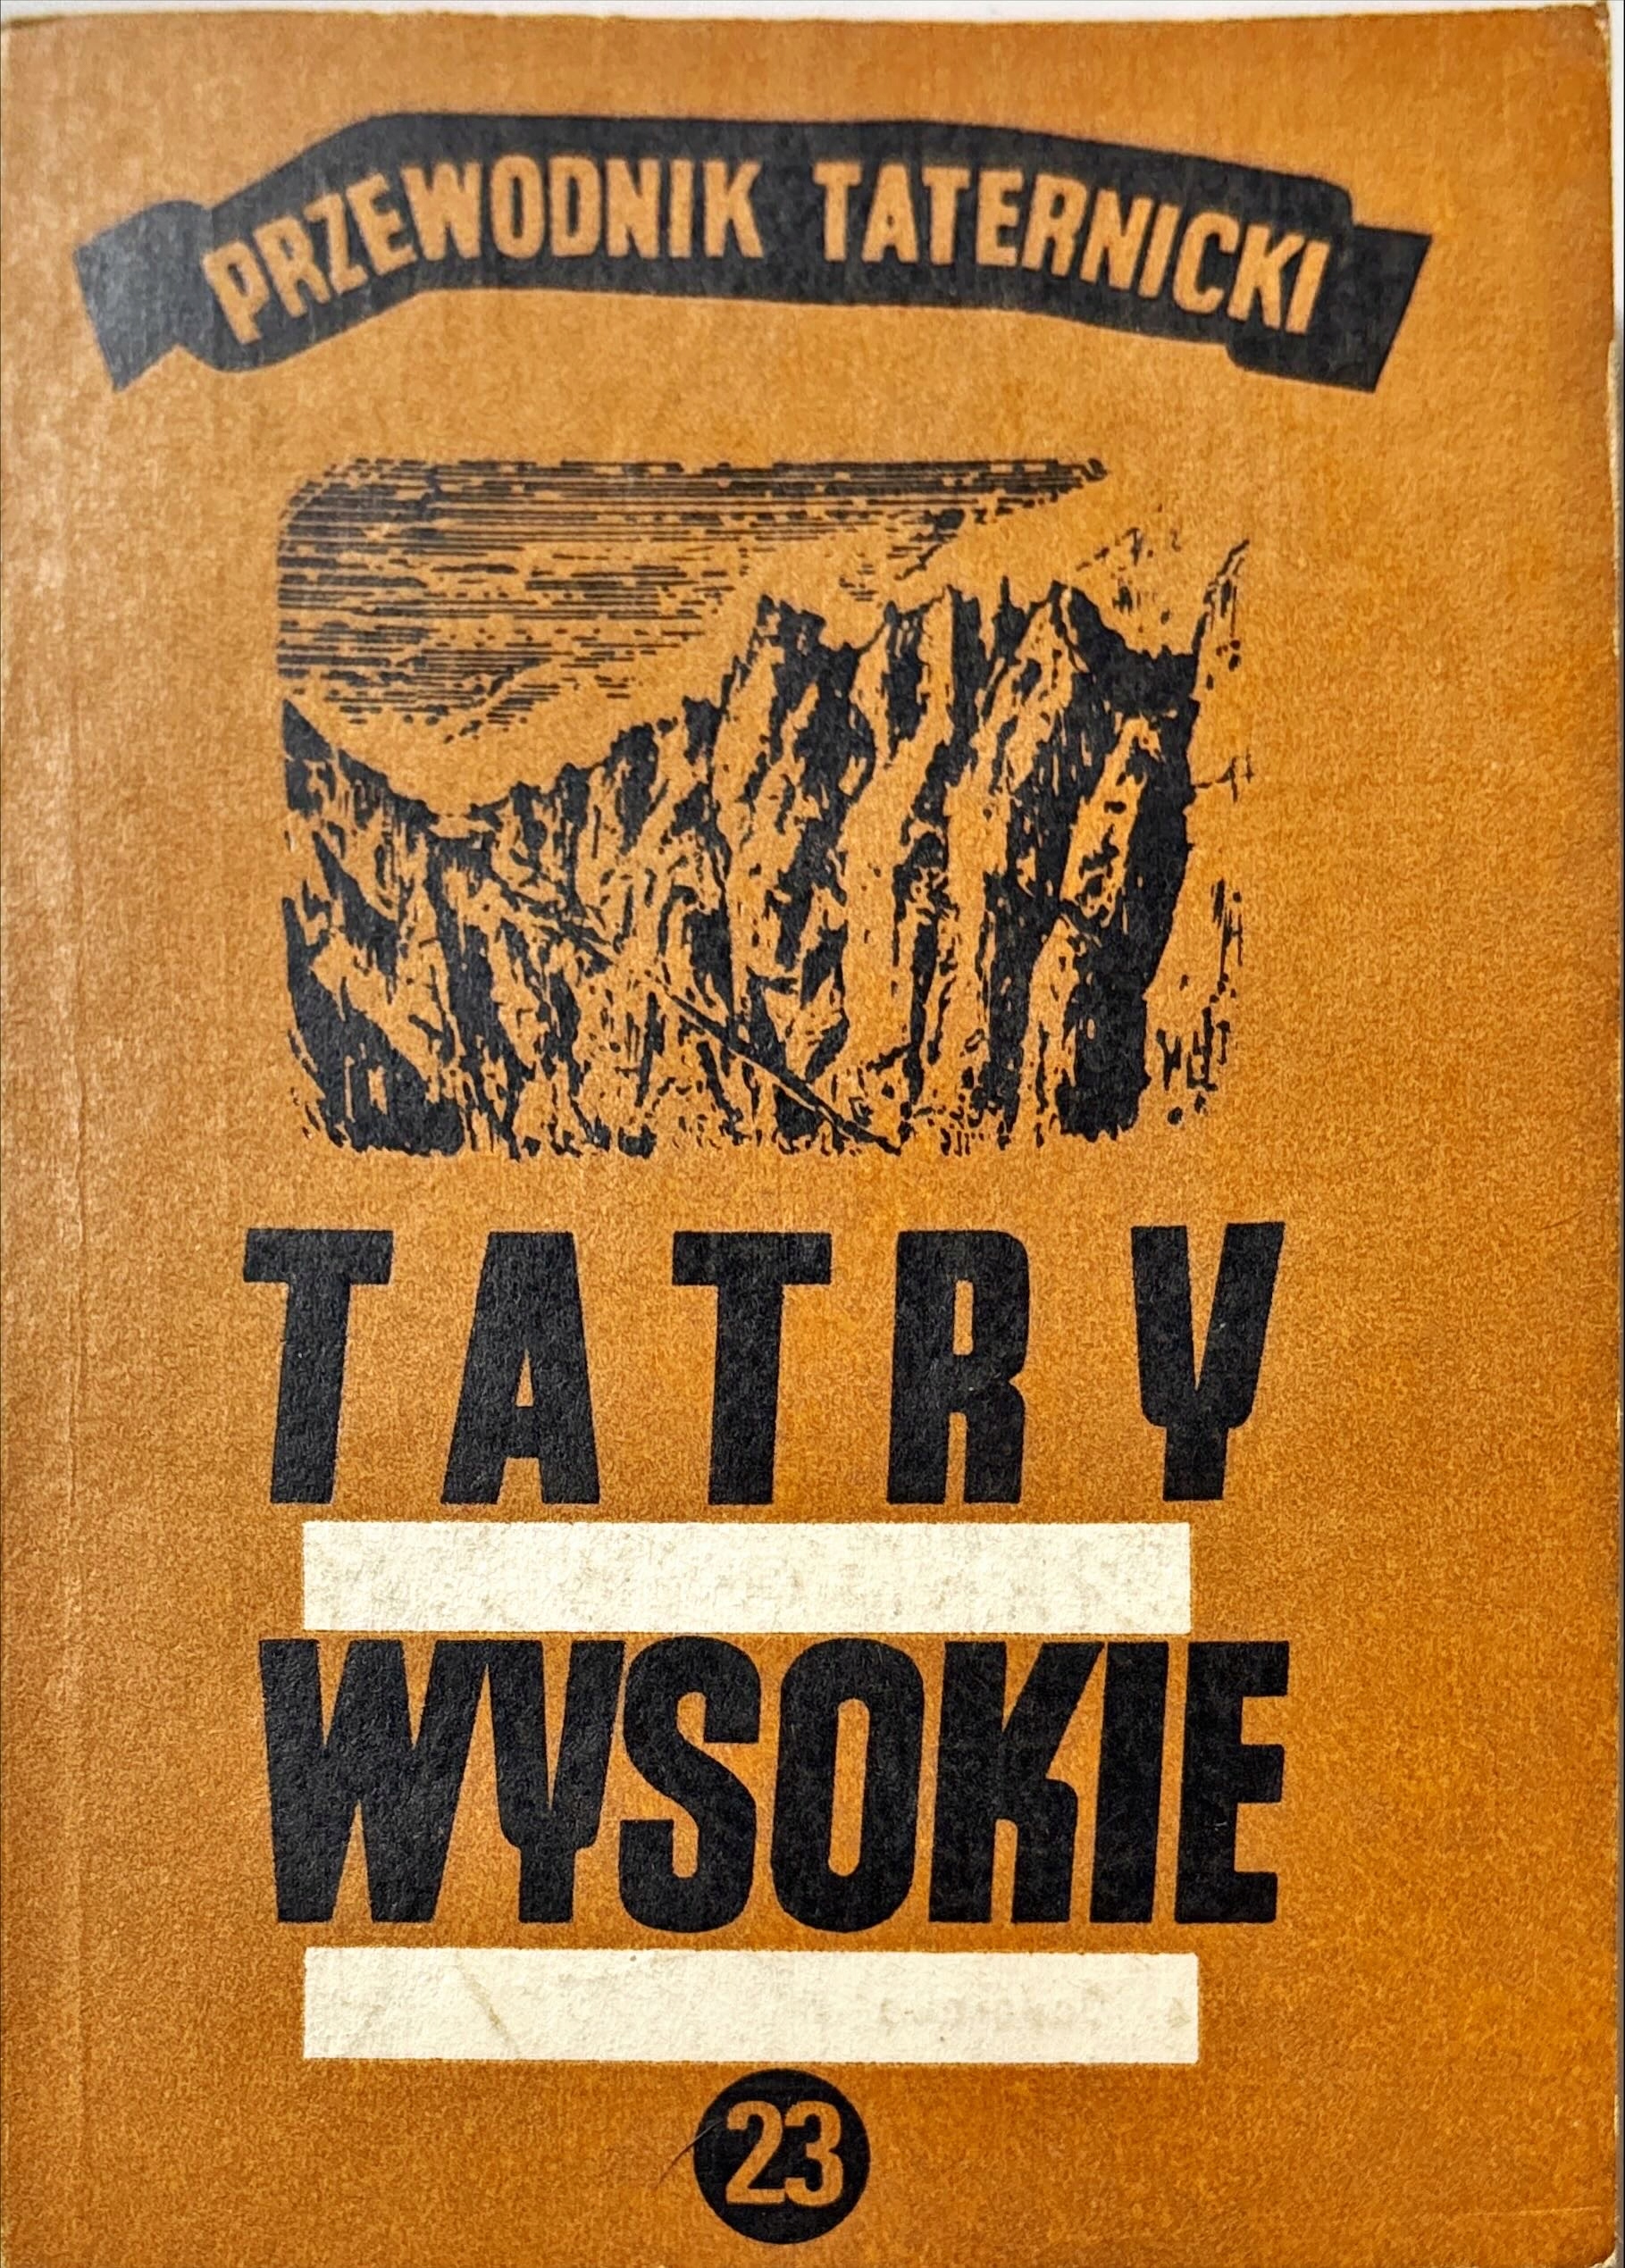 PRZEWODNIK TATERNICKI
TATRY
WYSOKIE
23